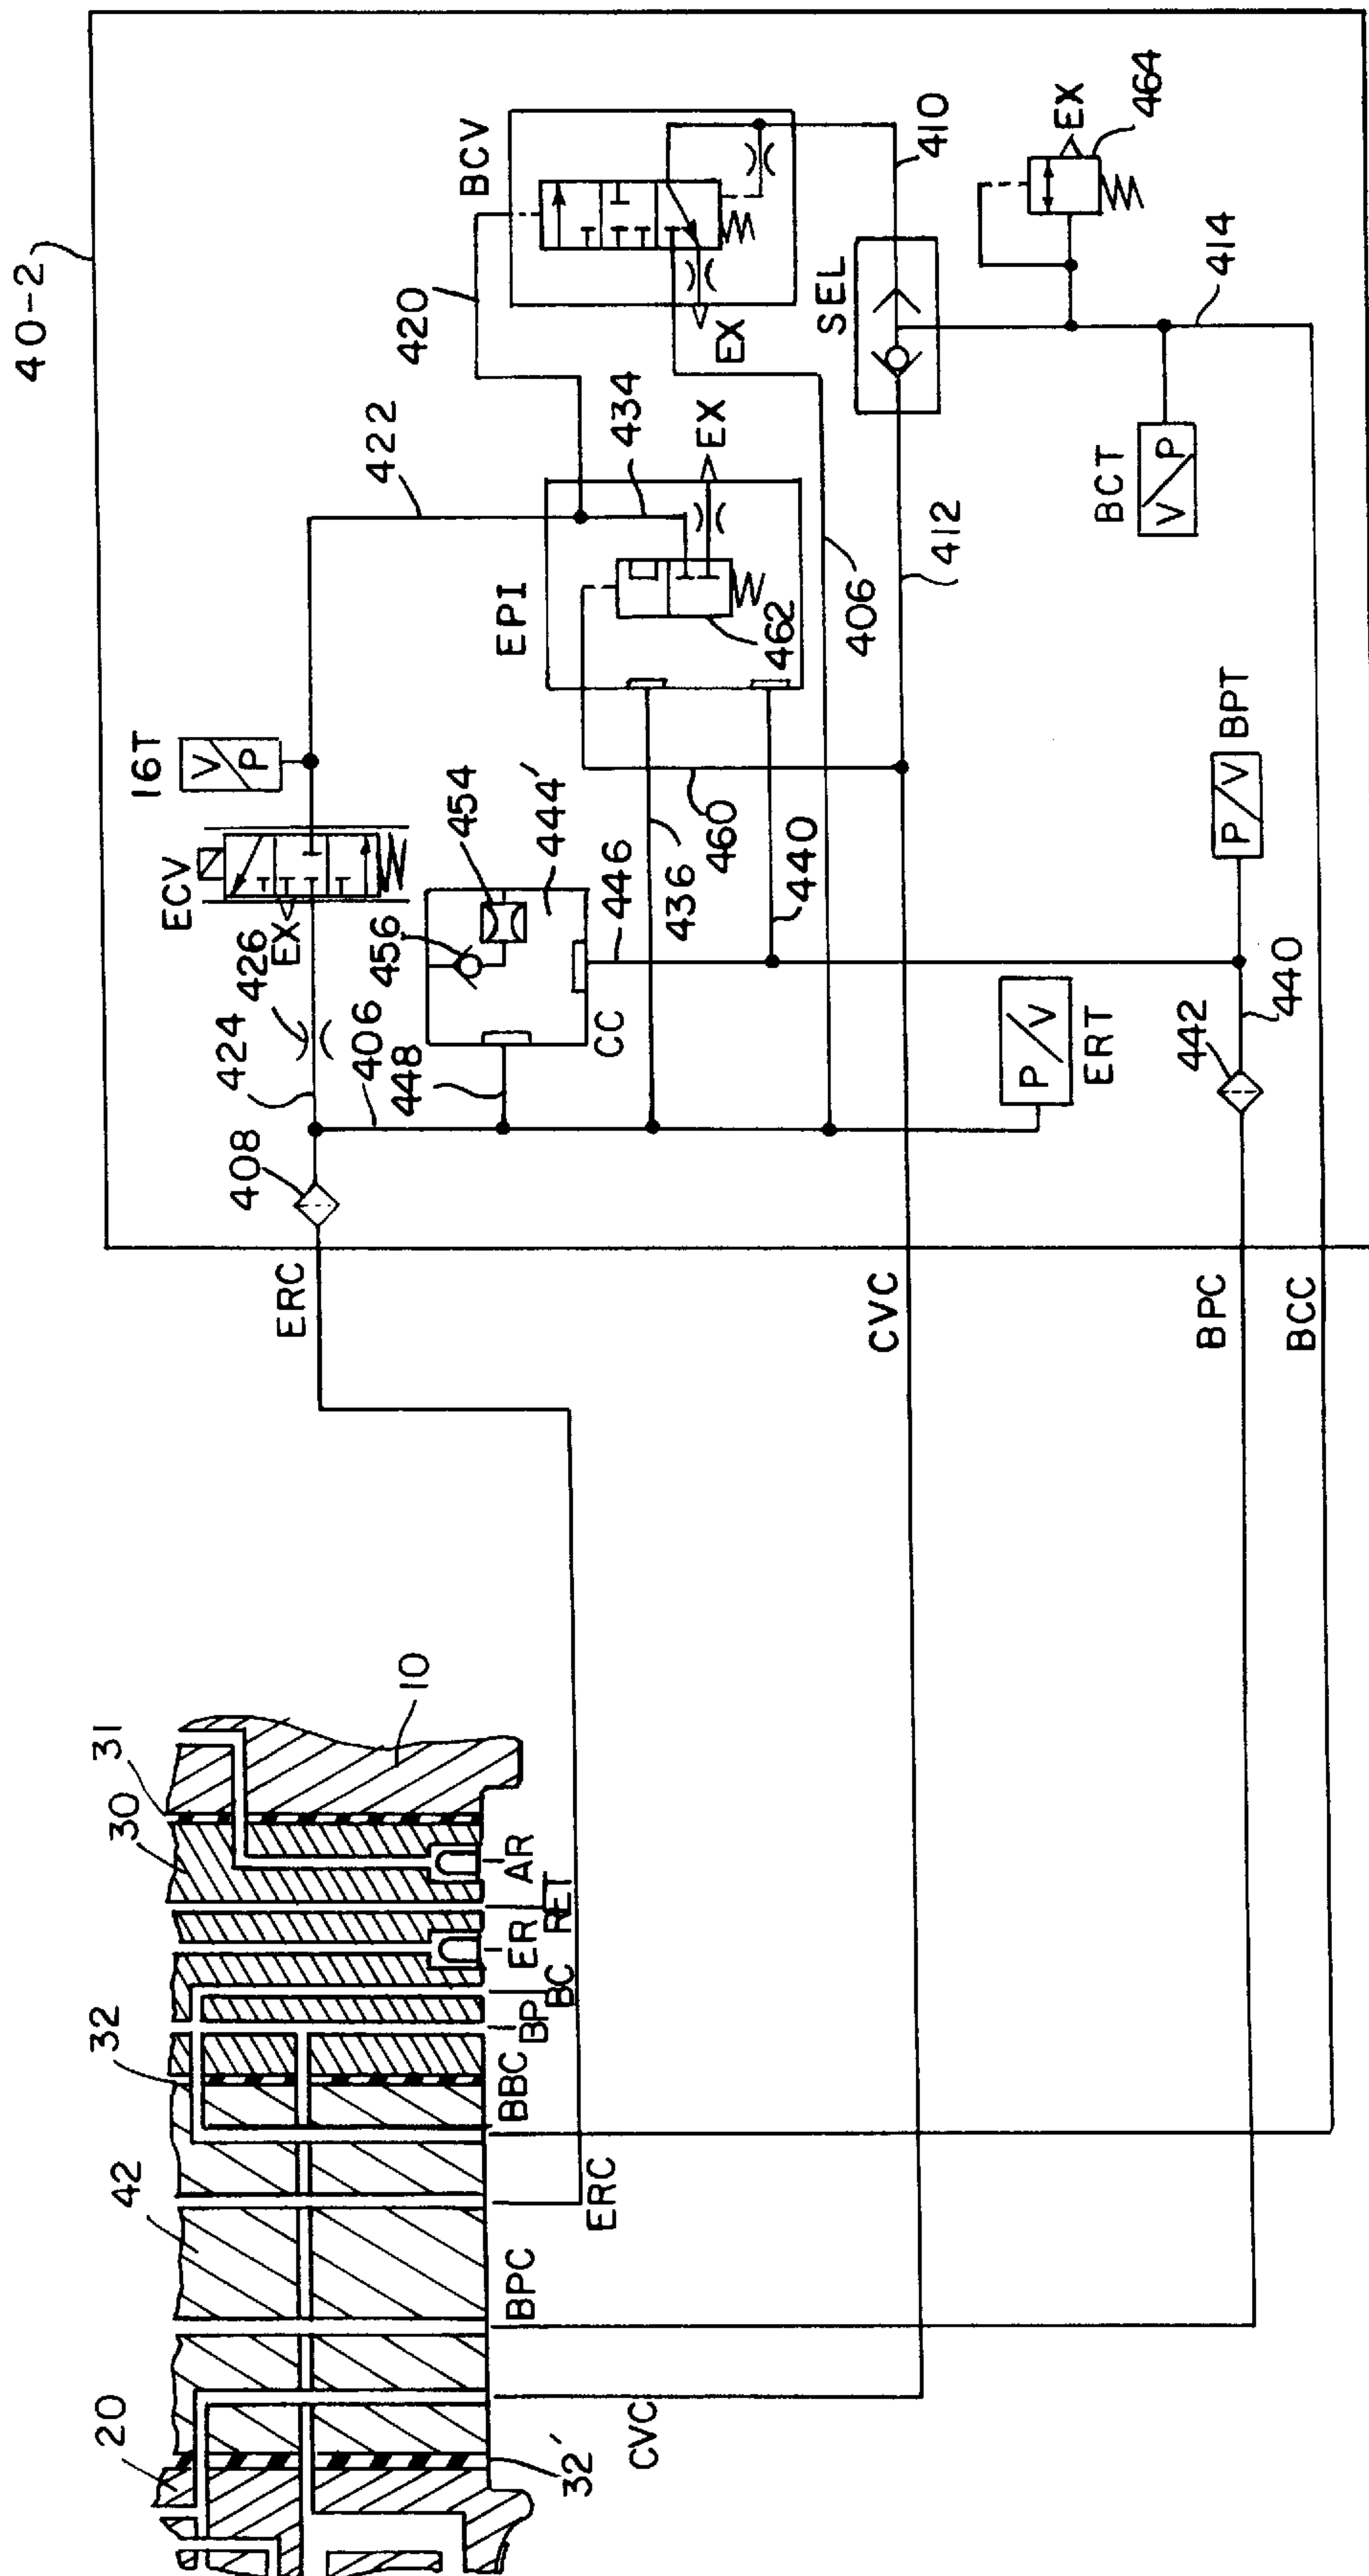 40-2
BCV
420
EX
410
SEL
EX
464
414
422
434
EX
EPI
462
406
412
BCT
V/P
16T
V/P
ECV
EX
426
424
406
456
454
444'
448
CC
446
436
460
440
P/V
BPT
P/V
ERT
442
440
408
ERC
CVC
BPC
BCC
31
30
10
AR
RET
ER
BC
BP
32
BBC
42
ERC
BPC
20
32'
CVC